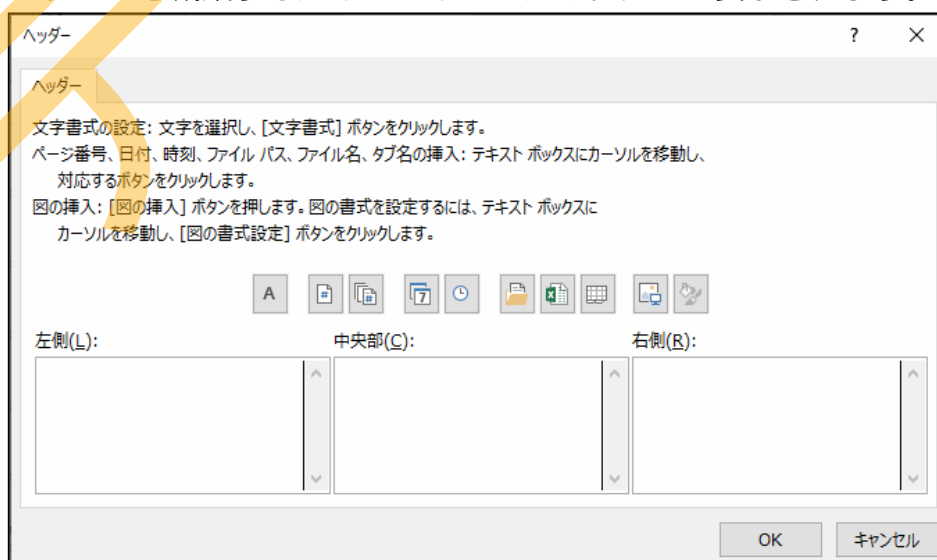 ヘッダー
ヘッダー
文字書式の設定: 文字を選択し、[文字書式] ボタンをクリックします。
ページ番号、日付、時刻、ファイル パス、ファイル名、タブ名の挿入: テキスト ボックスにカーソルを移動し、
対応するボタンをクリックします。
図の挿入: [図の挿入] ボタンを押します。図の書式を設定するには、テキスト ボックスに
カーソルを移動し、[図の書式設定] ボタンをクリックします。
A
左側(L): 中央部(C): 右側(R):
OK キャンセル